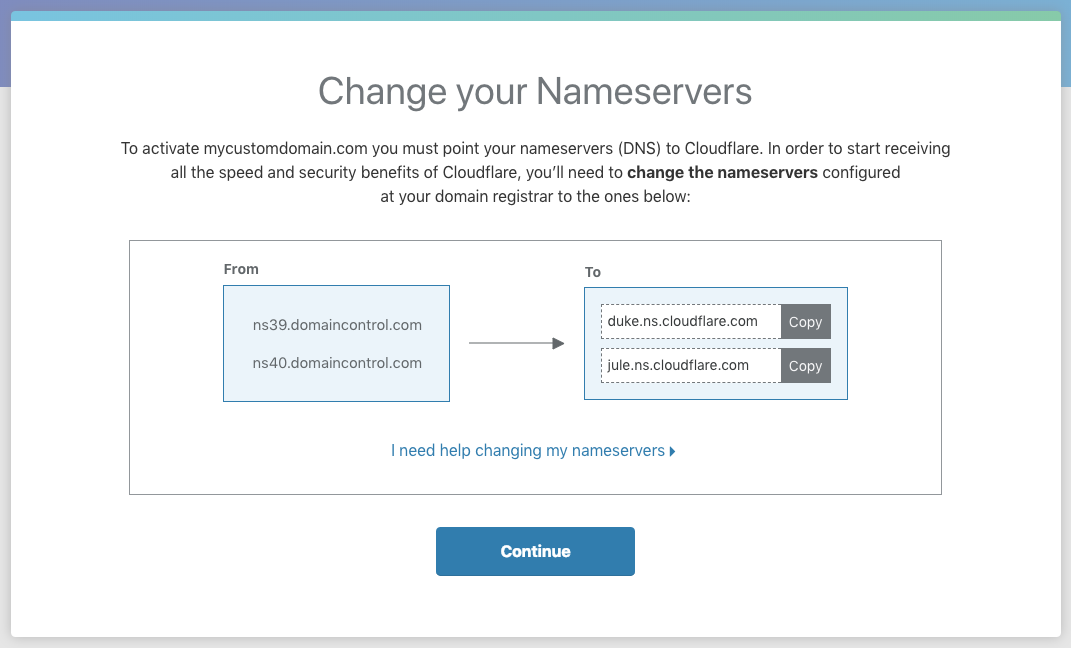 Change your Nameservers
To activate mycustomdomain.com you must point your nameservers (DNS) to Cloudflare. In order to start receiving
all the speed and security benefits of Cloudflare, you’ll need to change the nameservers configured
at your domain registrar to the ones below:
From
ns39.domaincontrol.com
ns40.domaincontrol.com
To
duke.ns.cloudflare.com Copy
jule.ns.cloudflare.com Copy
I need help changing my nameservers
Continue